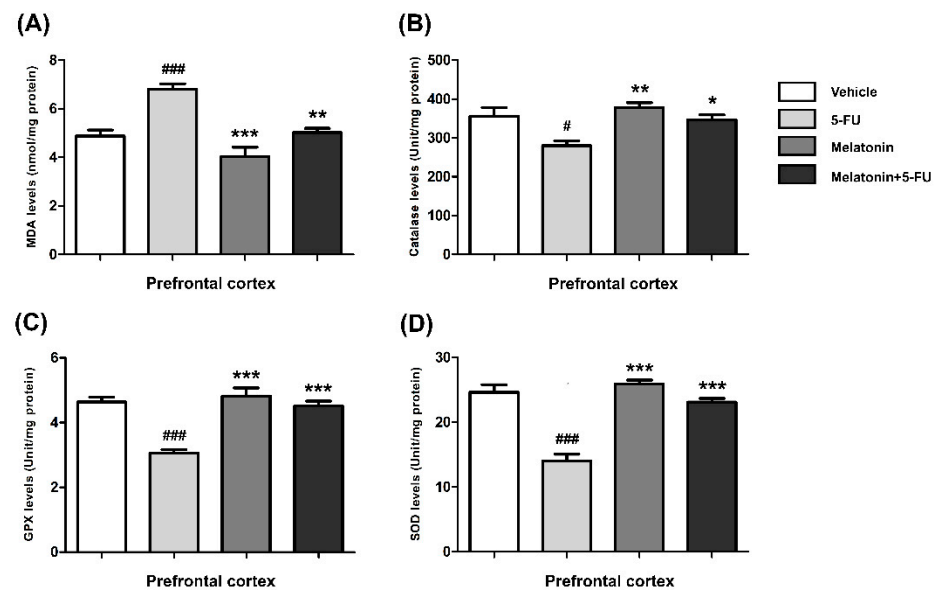 (A)
MDA levels (nmol/mg protein)
8
6
4
2
0
###
***
**
Prefrontal cortex
(B)
Catalase levels (Unit/mg protein)
500
400
300
200
100
0
#
**
*
Prefrontal cortex
Vehicle
5-FU
Melatonin
Melatonin+5-FU
(C)
GPX levels (Unit/mg protein)
6
4
2
0
###
***
***
Prefrontal cortex
(D)
SOD levels (Unit/mg protein)
30
20
10
0
###
***
***
Prefrontal cortex